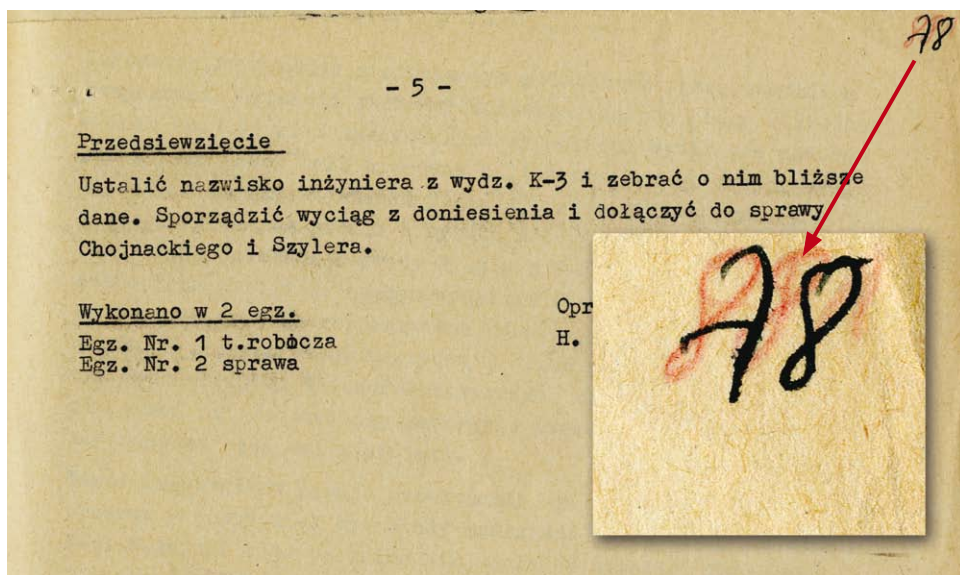 78
- 5 -
Przedsiewzięcie
Ustalić nazwisko inżyniera z wydz. K-3 i zebrać o nim bliższe
dane. Sporządzić wyciąg z doniesienia i dołączyć do sprawy
Chojnackiego i Szylera.
Wykonano w 2 egz.
Egz. Nr. 1 t.robocza
Egz. Nr. 2 sprawa
Opr
H.
78